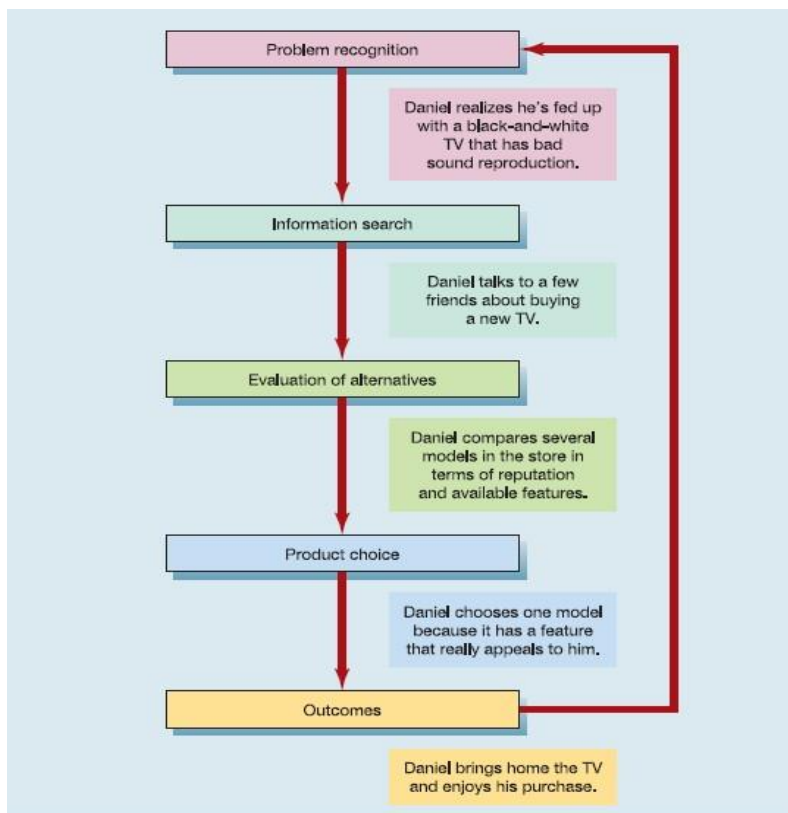 Problem recognition
Daniel realizes he's fed up
with a black-and-white
TV that has bad
sound reproduction.
Information search
Daniel talks to a few
friends about buying
a new TV.
Evaluation of alternatives
Daniel compares several
models in the store in
terms of reputation
and available features.
Product choice
Daniel chooses one model
because it has a feature
that really appeals to him.
Outcomes
Daniel brings home the TV
and enjoys his purchase.